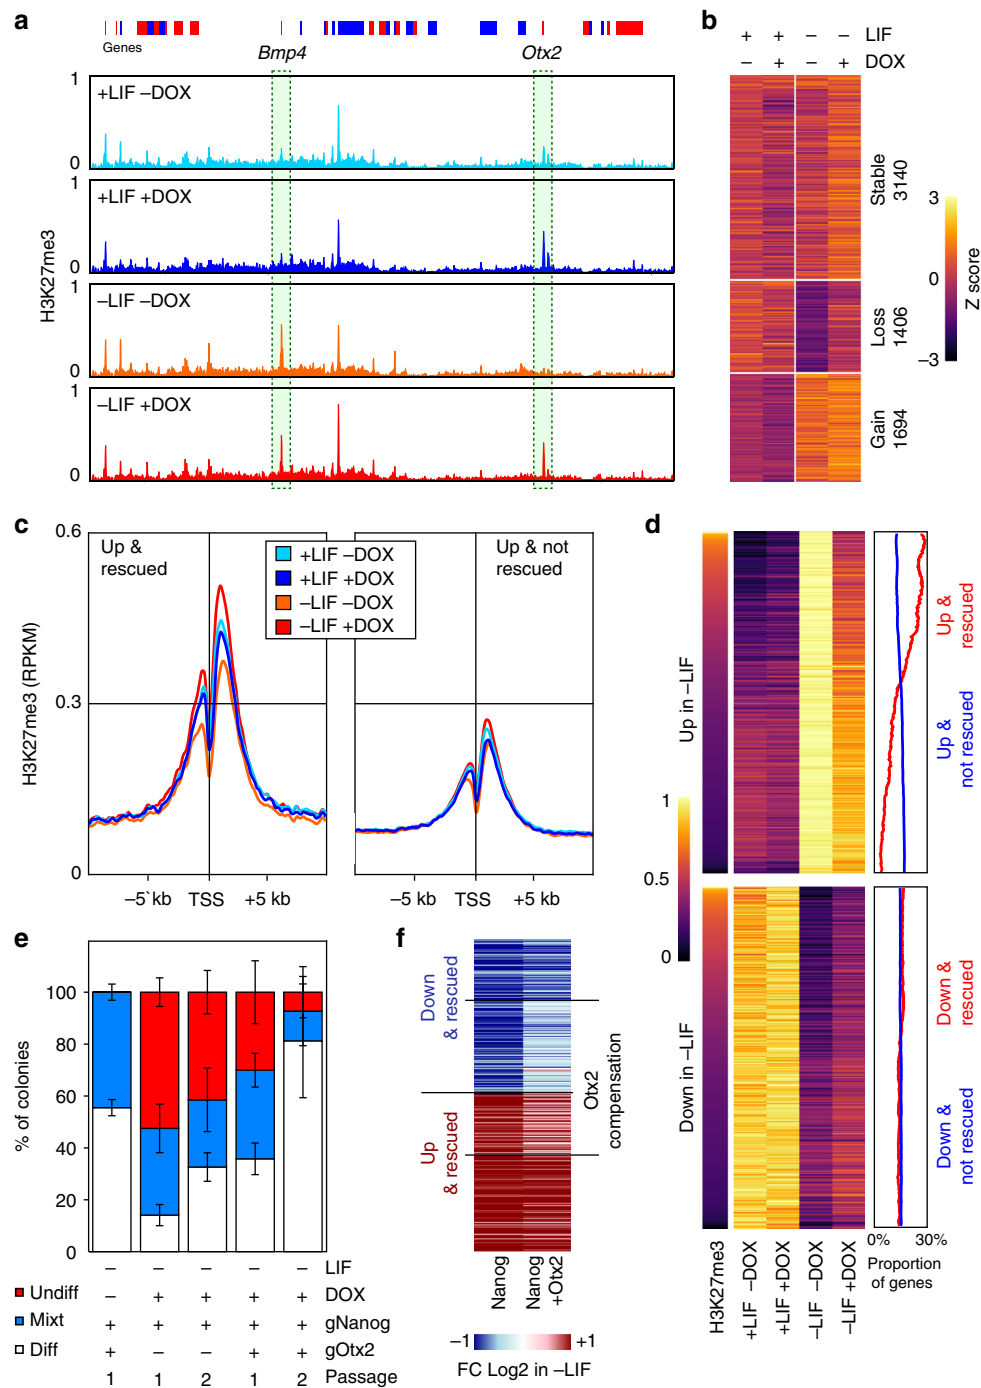 a
Genes
Bmp4
Otx2
H3K27me3
1
+LIF –DOX
0
1
+LIF +DOX
0
1
–LIF –DOX
0
1
–LIF +DOX
0
b
+ + – – LIF
– + – + DOX
Stable
3140
Loss
1406
Gain
1694
3
0
–3
Z score
c
H3K27me3 (RPKM)
0.6
0.3
0
Up &
rescued
+LIF –DOX
+LIF +DOX
–LIF –DOX
–LIF +DOX
Up & not
rescued
–5`kb TSS +5 kb
–5 kb TSS +5 kb
d
Up in –LIF
Down in –LIF
1
0.5
0
Up &
rescued
Up &
not rescued
Down &
rescued
Down &
not rescued
H3K27me3
+LIF –DOX
+LIF +DOX
–LIF –DOX
–LIF +DOX
0% 30%
Proportion
of genes
e
% of colonies
100
80
60
40
20
0
– – – – – LIF
– + + + + DOX
+ + + + + gNanog
+ – – + + gOtx2
1 1 2 1 2 Passage
Undiff
Mixt
Diff
f
Down
& rescued
Up
& rescued
Otx2
compensation
Nanog
Nanog
+Otx2
–1 +1
FC Log2 in –LIF